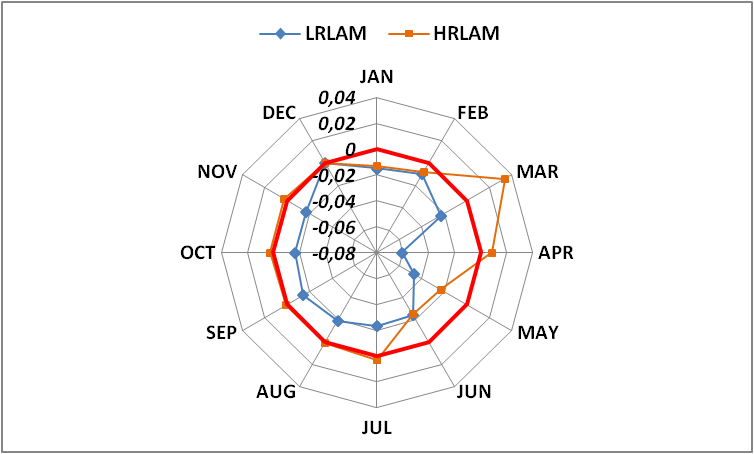 LRLAM HRLAM
JAN
FEB
MAR
APR
MAY
JUN
JUL
AUG
SEP
OCT
NOV
DEC
0,04
0,02
0
-0,02
-0,04
-0,06
-0,08